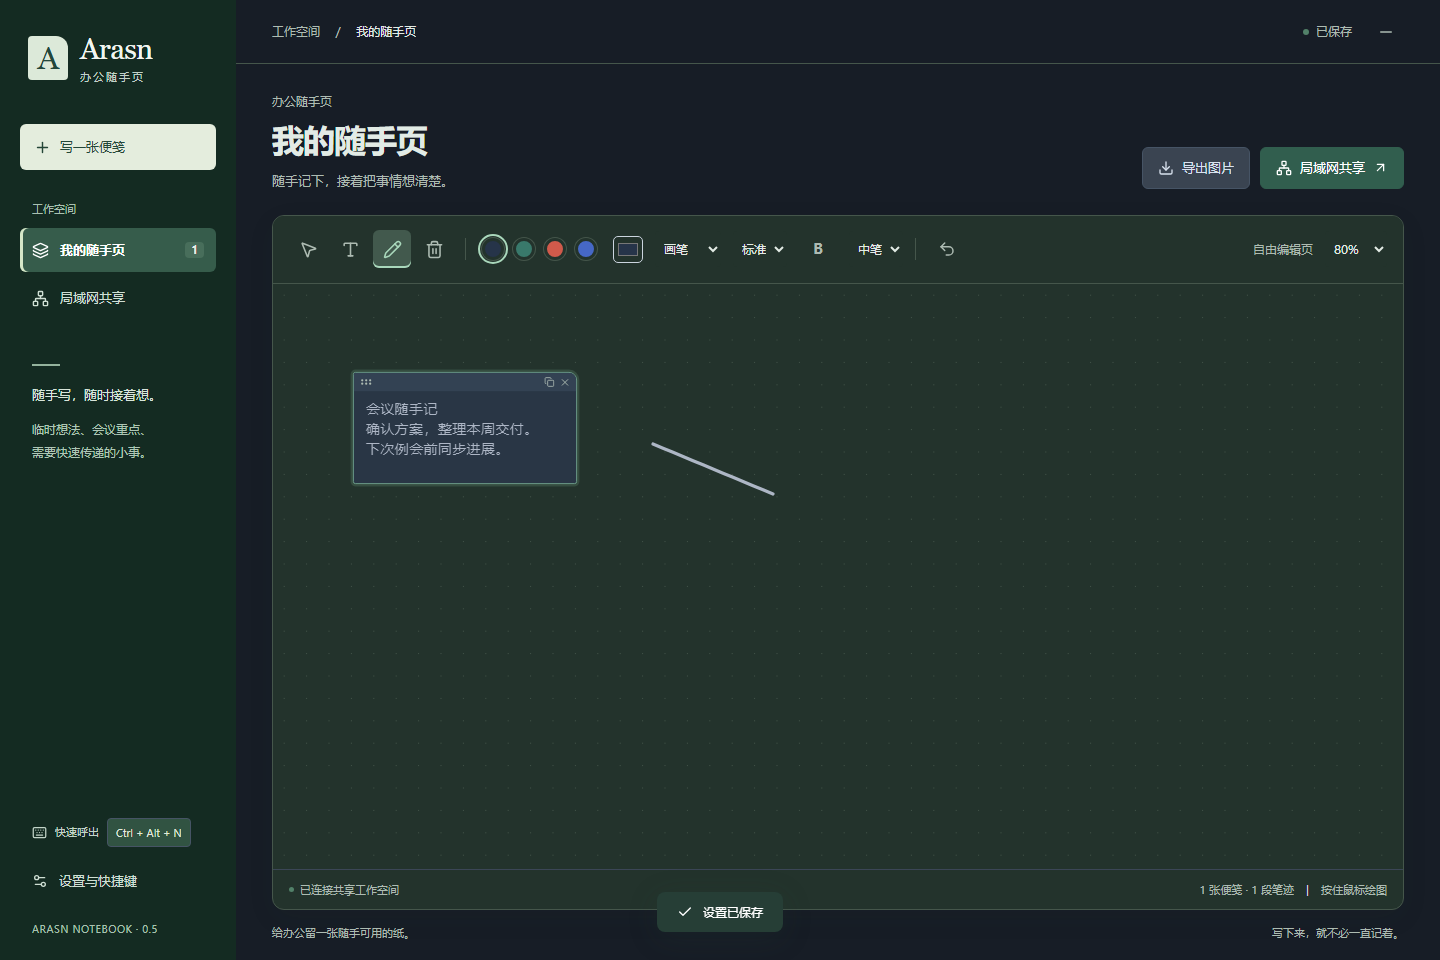 A Arasn
办公随手页
写一张便笺
工作空间
我的随手页 1
局域网共享
随手写，随时接着想。
临时想法、会议重点、
需要快速传递的小事。
快速呼出 Ctrl + Alt + N
设置与快捷键
ARASN NOTEBOOK · 0.5
工作空间 / 我的随手页
已保存
办公随手页
我的随手页
随手记下，接着把事情想清楚。
导出图片
局域网共享
画笔 标准 B 中笔
自由编辑页 80%
会议随手记
确认方案，整理本周交付。
下次例会前同步进展。
已连接共享工作空间
1 张便笺 · 1 段笔迹 | 按住鼠标绘图
设置已保存
给办公留一张随手可用的纸。
写下来，就不必一直记着。